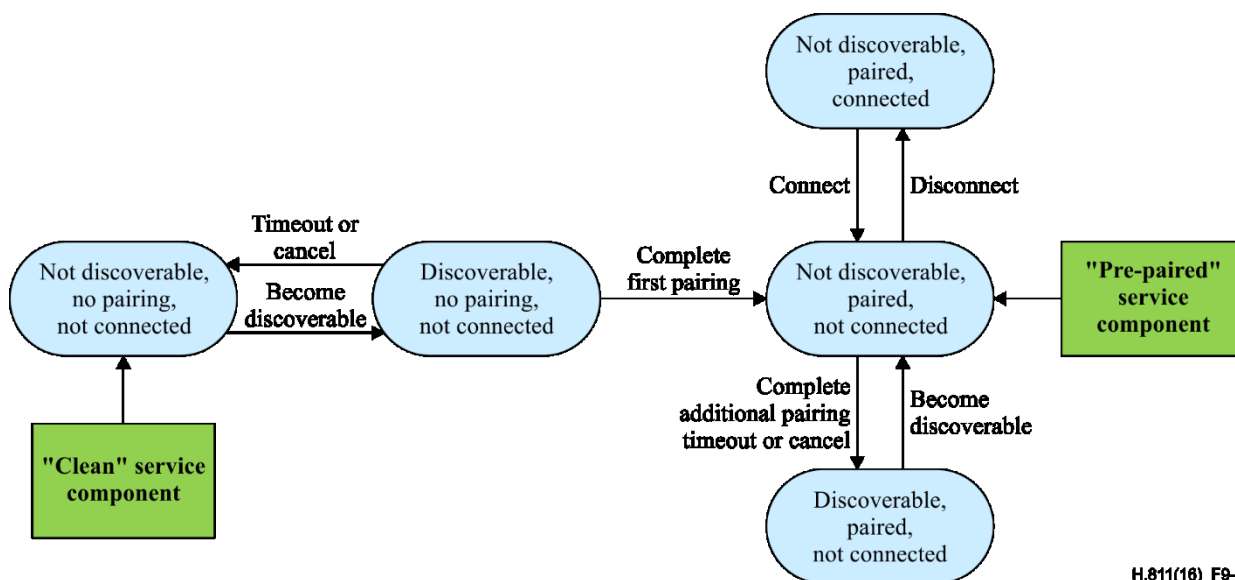 Not discoverable,
paired,
connected
Connect
Disconnect
Timeout or
cancel
Not discoverable,
no pairing,
not connected
Become
discoverable
Discoverable,
no pairing,
not connected
Complete
first pairing
Not discoverable,
paired,
not connected
"Pre-paired"
service
component
Complete
additional pairing
timeout or cancel
Become
discoverable
"Clean" service
component
Discoverable,
paired,
not connected
H.811(16)_F9-